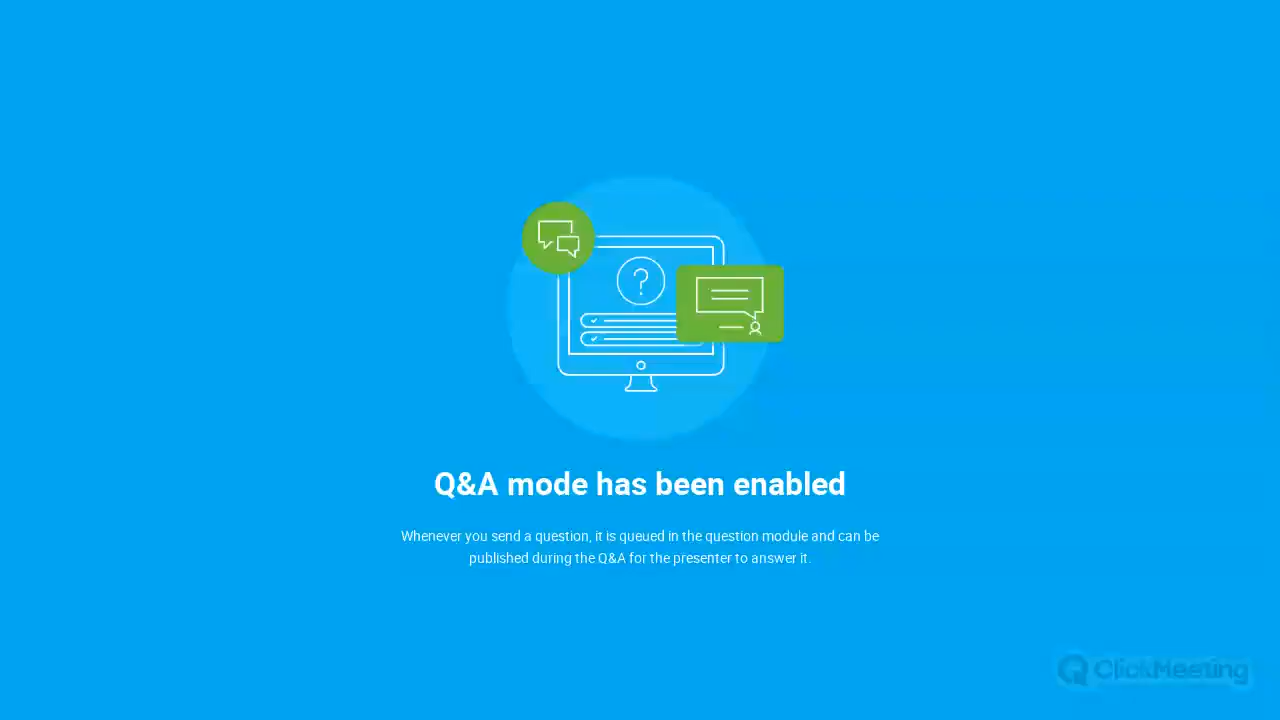 Q&A mode has been enabled
Whenever you send a question, it is queued in the question module and can be
published during the Q&A for the presenter to answer it.
ClickMeeting